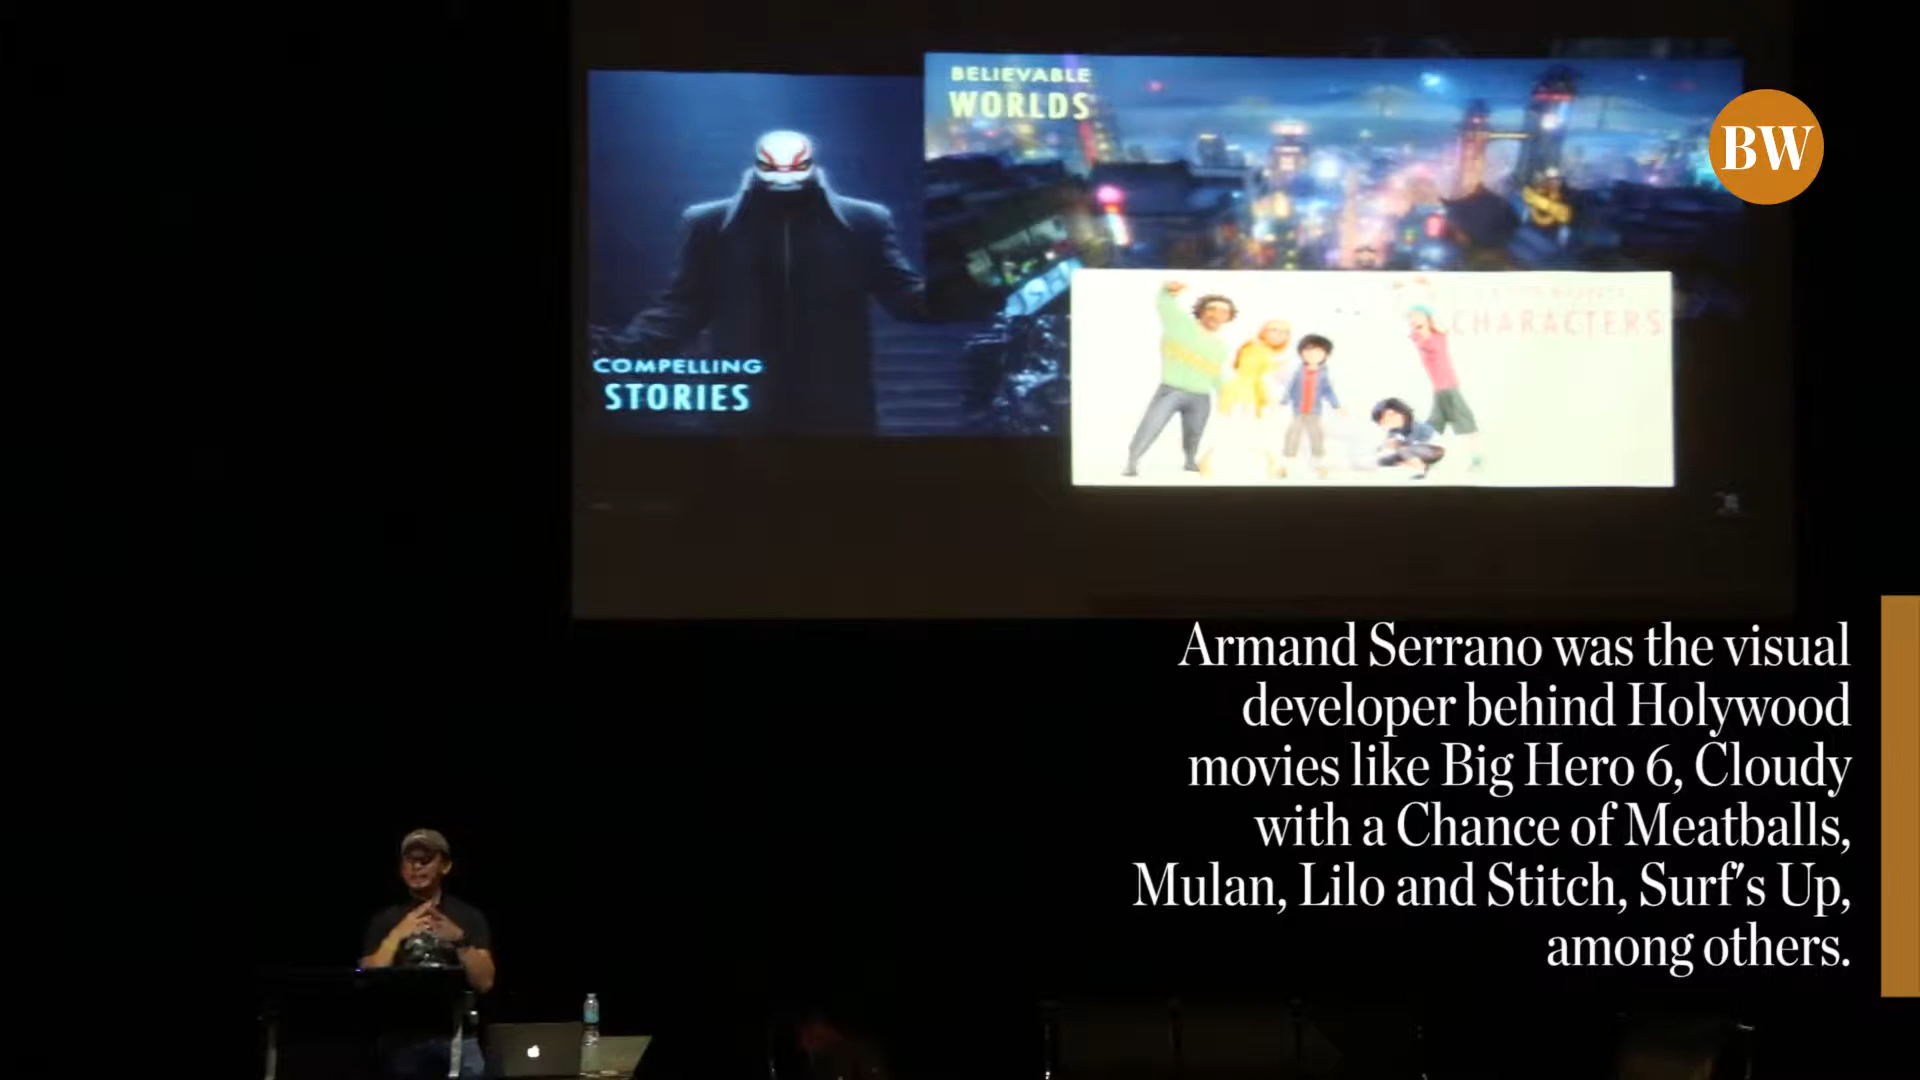 BELIEVABLE
WORLDS
BW
CHARACTERS
COMPELLING
STORIES
Armand Serrano was the visual
developer behind Holywood
movies like Big Hero 6, Cloudy
with a Chance of Meatballs,
Mulan, Lilo and Stitch, Surf's Up,
among others.